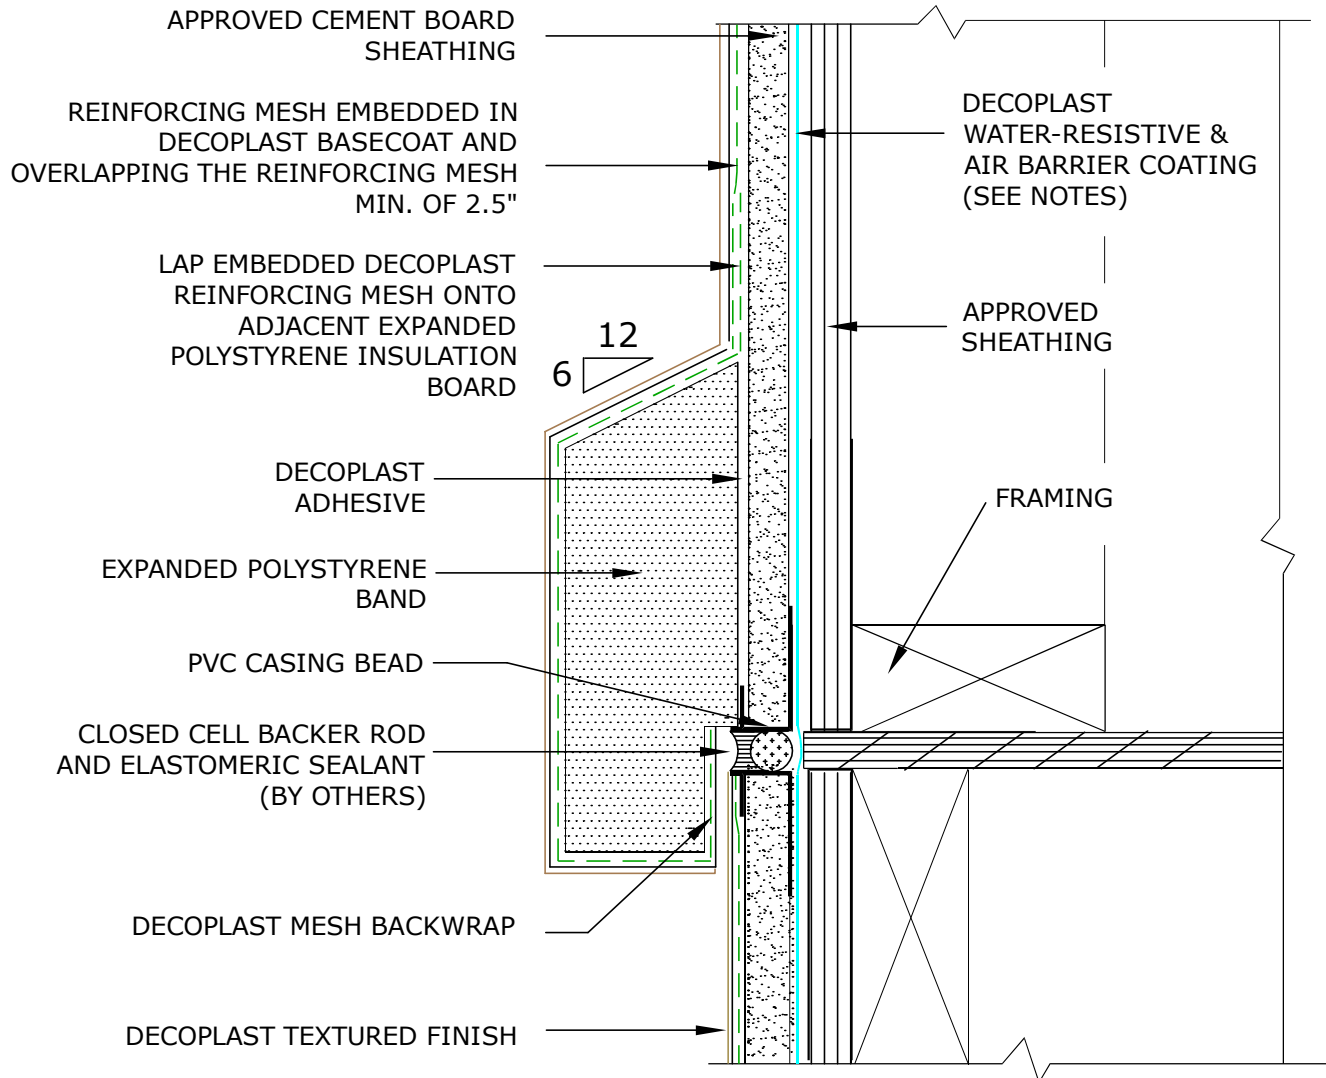 APPROVED CEMENT BOARD
SHEATHING
REINFORCING MESH EMBEDDED IN
DECOPLAST BASECOAT AND
OVERLAPPING THE REINFORCING MESH
MIN. OF 2.5"
LAP EMBEDDED DECOPLAST
REINFORCING MESH ONTO
ADJACENT EXPANDED
POLYSTYRENE INSULATION
BOARD
12
6
DECOPLAST
ADHESIVE
EXPANDED POLYSTYRENE
BAND
PVC CASING BEAD
CLOSED CELL BACKER ROD
AND ELASTOMERIC SEALANT
(BY OTHERS)
DECOPLAST MESH BACKWRAP
DECOPLAST TEXTURED FINISH
DECOPLAST
WATER-RESISTIVE &
AIR BARRIER COATING
(SEE NOTES)
APPROVED
SHEATHING
FRAMING